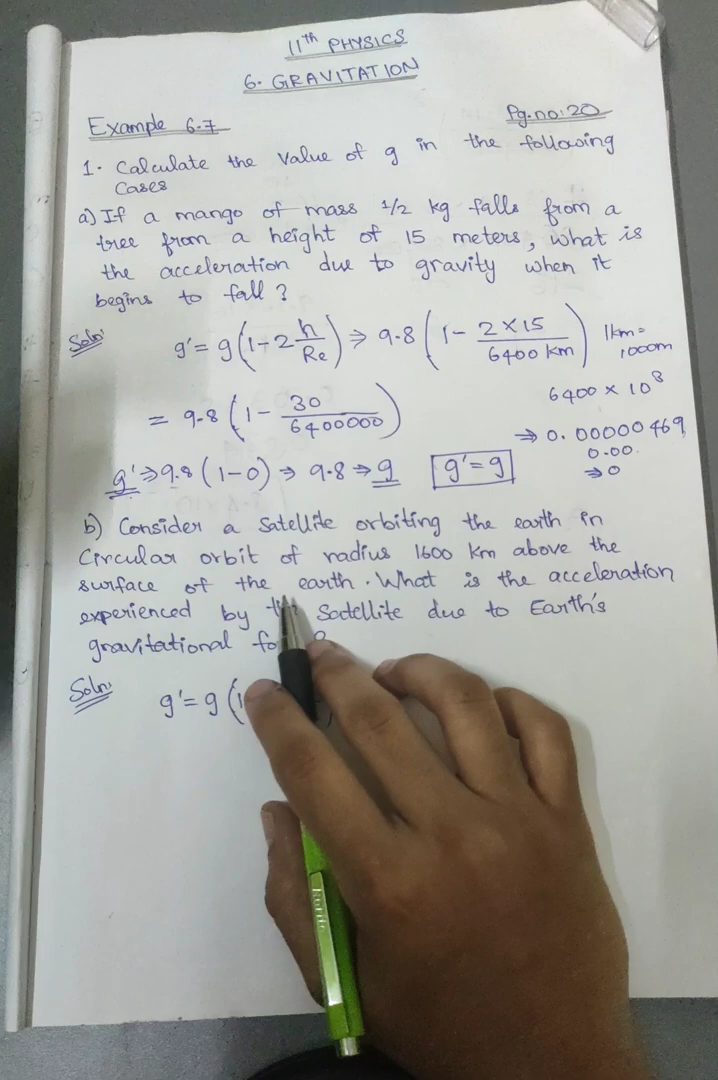 11TH PHYSICS
6. GRAVITATION
Example 6.7
Pg.no:20
1. Calculate the Value of g in the following
Cases
a) If a mango of mass 1/2 kg falls from a
tree from a height of 15 meters, what is
the acceleration due to gravity when it
begins to fall?
Soln:
g' = g(1-2 h/Re) ⇒ 9.8 (1 - 2×15/6400 km)
1km =
1000m
= 9.8 (1 - 30/6400000)
6400 × 10⁸
⇒ 0.00000469
0.00
⇒ 0
g' ⇒ 9.8 (1-0) ⇒ 9.8 ⇒ g
g' = g
b) Consider a Satellite orbiting the earth in
Circular orbit of radius 1600 km above the
surface of the earth. What is the acceleration
experienced by Satellite due to Earth's
gravitational
Soln:
g' = g (1